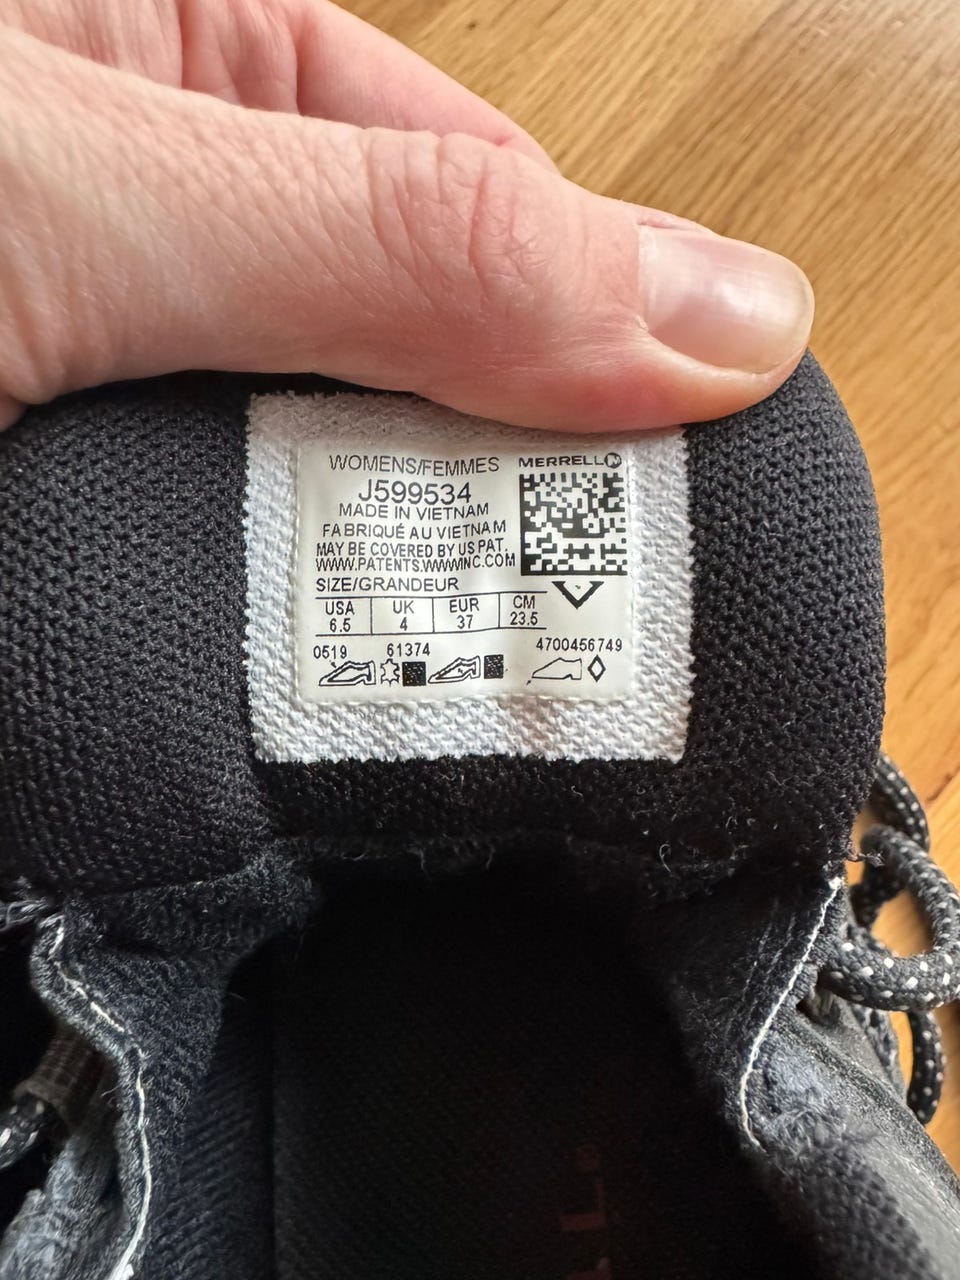 WOMENS/FEMMES
MERRELL
J599534
MADE IN VIETNAM
FABRIQUÉ AU VIETNAM
MAY BE COVERED BY US PAT.
WWW.PATENTS.WWWINC.COM
SIZE/GRANDEUR
USA UK EUR CM
6.5 4 37 23.5
0519 61374 4700456749